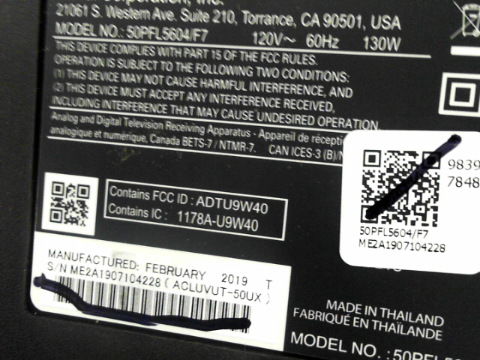 Corporation, Inc.
21061 S. Western Ave. Suite 210, Torrance, CA 90501, USA
MODEL NO.: 50PFL5604/F7 120V~ 60Hz 130W
THIS DEVICE COMPLIES WITH PART 15 OF THE FCC RULES.
OPERATION IS SUBJECT TO THE FOLLOWING TWO CONDITIONS:
(1) THIS DEVICE MAY NOT CAUSE HARMFUL INTERFERENCE, AND
(2) THIS DEVICE MUST ACCEPT ANY INTERFERENCE RECEIVED,
INCLUDING INTERFERENCE THAT MAY CAUSE UNDESIRED OPERATION.
Analog and Digital Television Receiving Apparatus - Appareil de réception
analogique et numérique, Canada BETS-7 / NTMR-7. CAN ICES-3 (B)/N
Contains FCC ID : ADTU9W40
Contains IC : 1178A-U9W40
9839
7848
50PFL5604/F7
ME2A1907104228
MANUFACTURED: FEBRUARY 2019 T
S/N ME2A1907104228 (ACLUVUT-50UX)
MADE IN THAILAND
FABRIQUÉ EN THAÏLANDE
MODEL NO.: 50PFL5